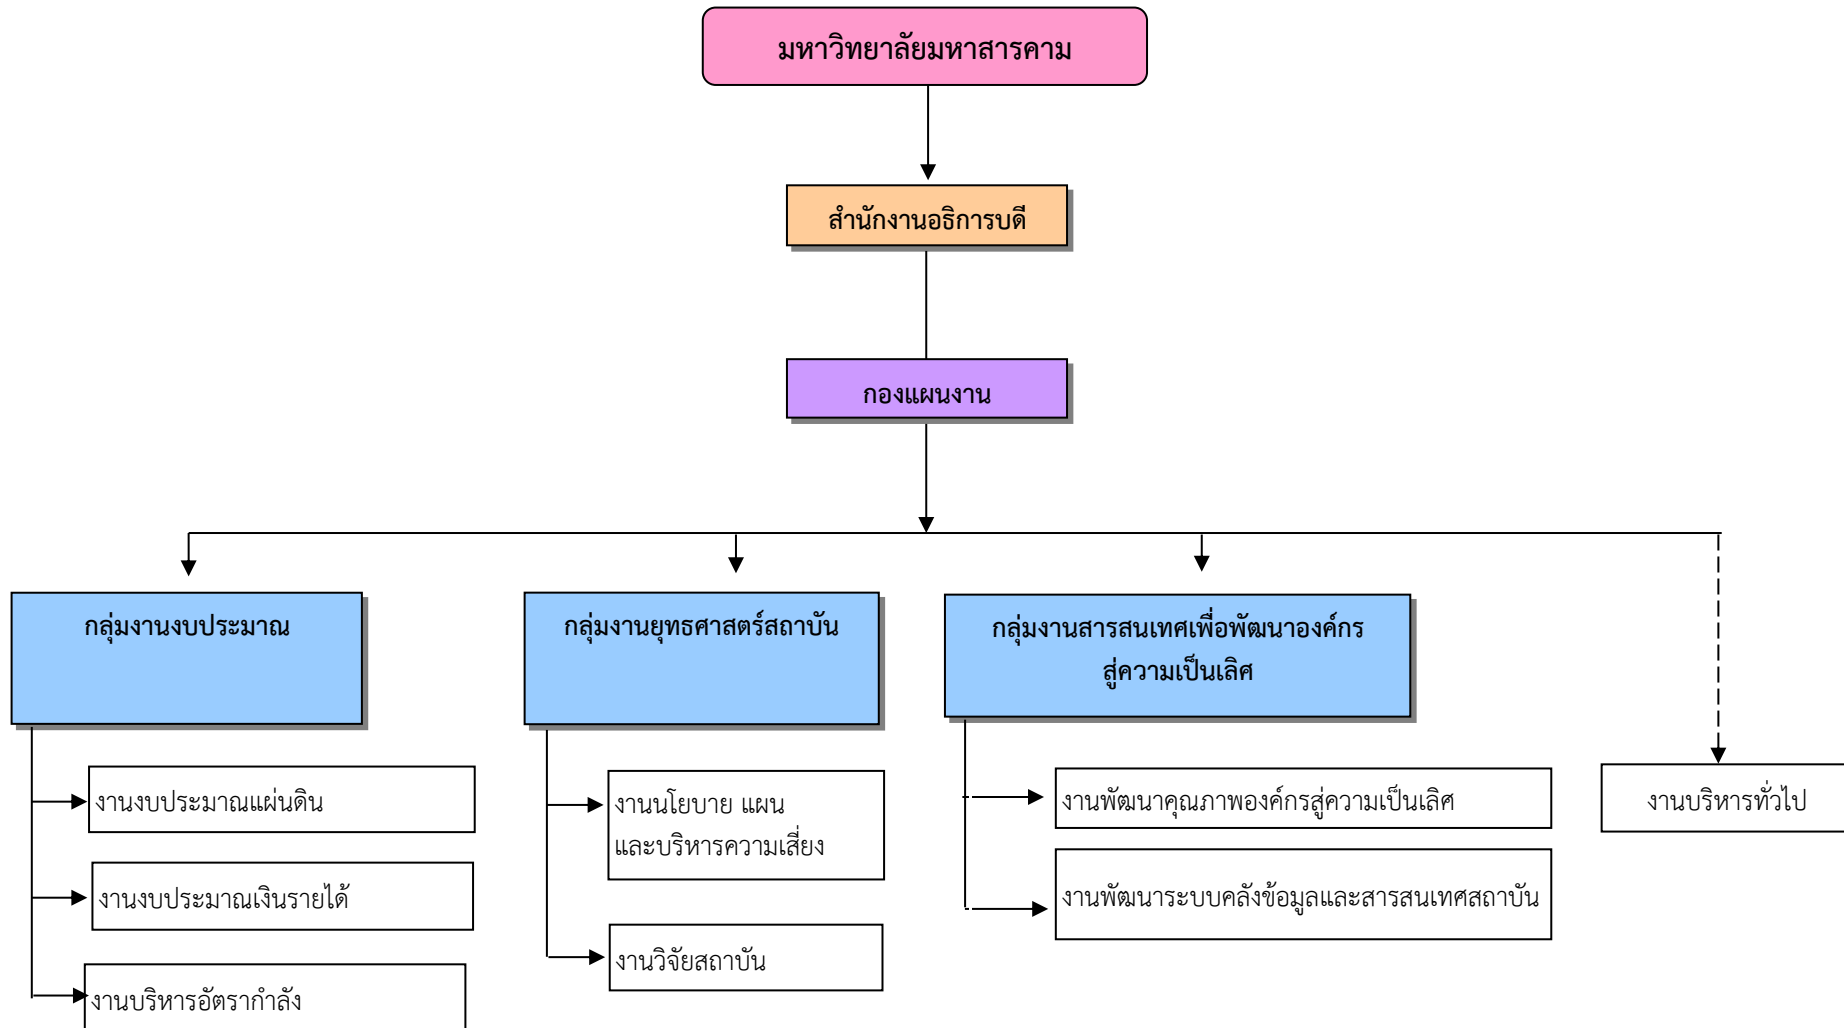 มหาวิทยาลัยมหาสารคาม
สำนักงานอธิการบดี
กองแผนงาน
กลุ่มงานงบประมาณ
กลุ่มงานยุทธศาสตร์สถาบัน
กลุ่มงานสารสนเทศเพื่อพัฒนาองค์กร
สู่ความเป็นเลิศ
งานงบประมาณแผ่นดิน
งานงบประมาณเงินรายได้
งานบริหารอัตรากำลัง
งานนโยบาย แผน
และบริหารความเสี่ยง
งานวิจัยสถาบัน
งานพัฒนาคุณภาพองค์กรสู่ความเป็นเลิศ
งานพัฒนาระบบคลังข้อมูลและสารสนเทศสถาบัน
งานบริหารทั่วไป